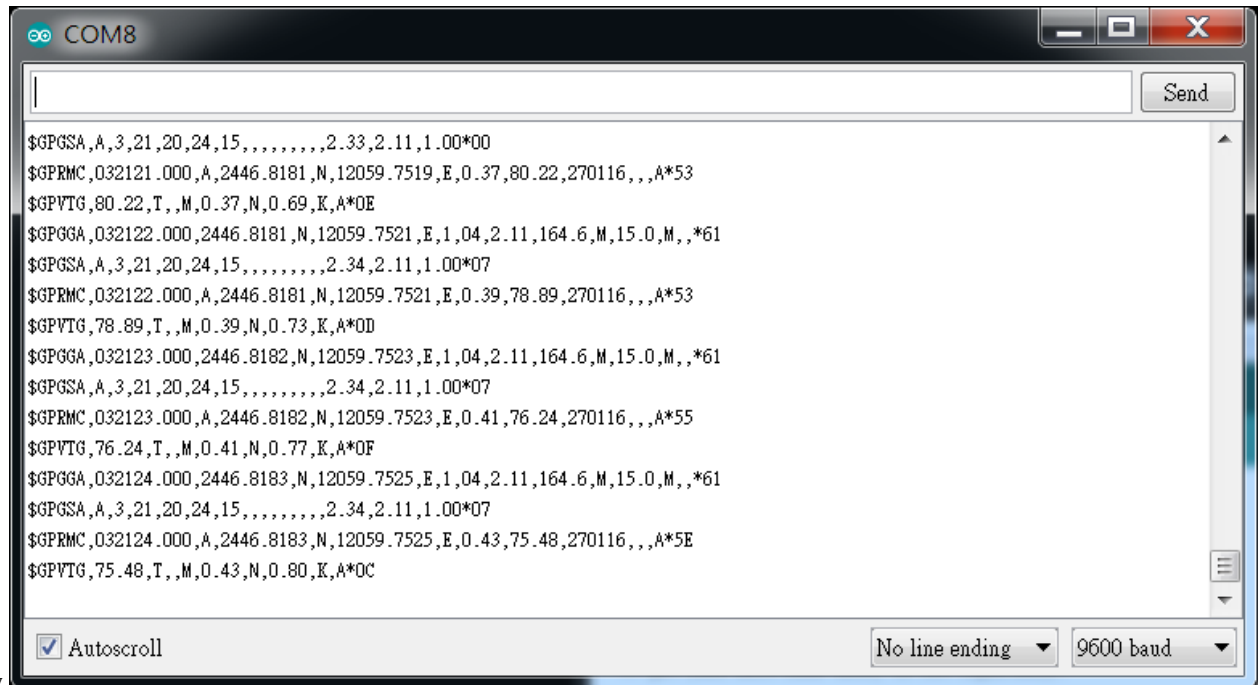 COM8
Send
$GPGSA,A,3,21,20,24,15,,,,,,,,,2.33,2.11,1.00*00
$GPRMC,032121.000,A,2446.8181,N,12059.7519,E,0.37,80.22,270116,,,A*53
$GPVTG,80.22,T,,M,0.37,N,0.69,K,A*0E
$GPGGA,032122.000,2446.8181,N,12059.7521,E,1,04,2.11,164.6,M,15.0,M,,*61
$GPGSA,A,3,21,20,24,15,,,,,,,,,2.34,2.11,1.00*07
$GPRMC,032122.000,A,2446.8181,N,12059.7521,E,0.39,78.89,270116,,,A*53
$GPVTG,78.89,T,,M,0.39,N,0.73,K,A*0D
$GPGGA,032123.000,2446.8182,N,12059.7523,E,1,04,2.11,164.6,M,15.0,M,,*61
$GPGSA,A,3,21,20,24,15,,,,,,,,,2.34,2.11,1.00*07
$GPRMC,032123.000,A,2446.8182,N,12059.7523,E,0.41,76.24,270116,,,A*55
$GPVTG,76.24,T,,M,0.41,N,0.77,K,A*0F
$GPGGA,032124.000,2446.8183,N,12059.7525,E,1,04,2.11,164.6,M,15.0,M,,*61
$GPGSA,A,3,21,20,24,15,,,,,,,,,2.34,2.11,1.00*07
$GPRMC,032124.000,A,2446.8183,N,12059.7525,E,0.43,75.48,270116,,,A*5E
$GPVTG,75.48,T,,M,0.43,N,0.80,K,A*0C
Autoscroll
No line ending
9600 baud